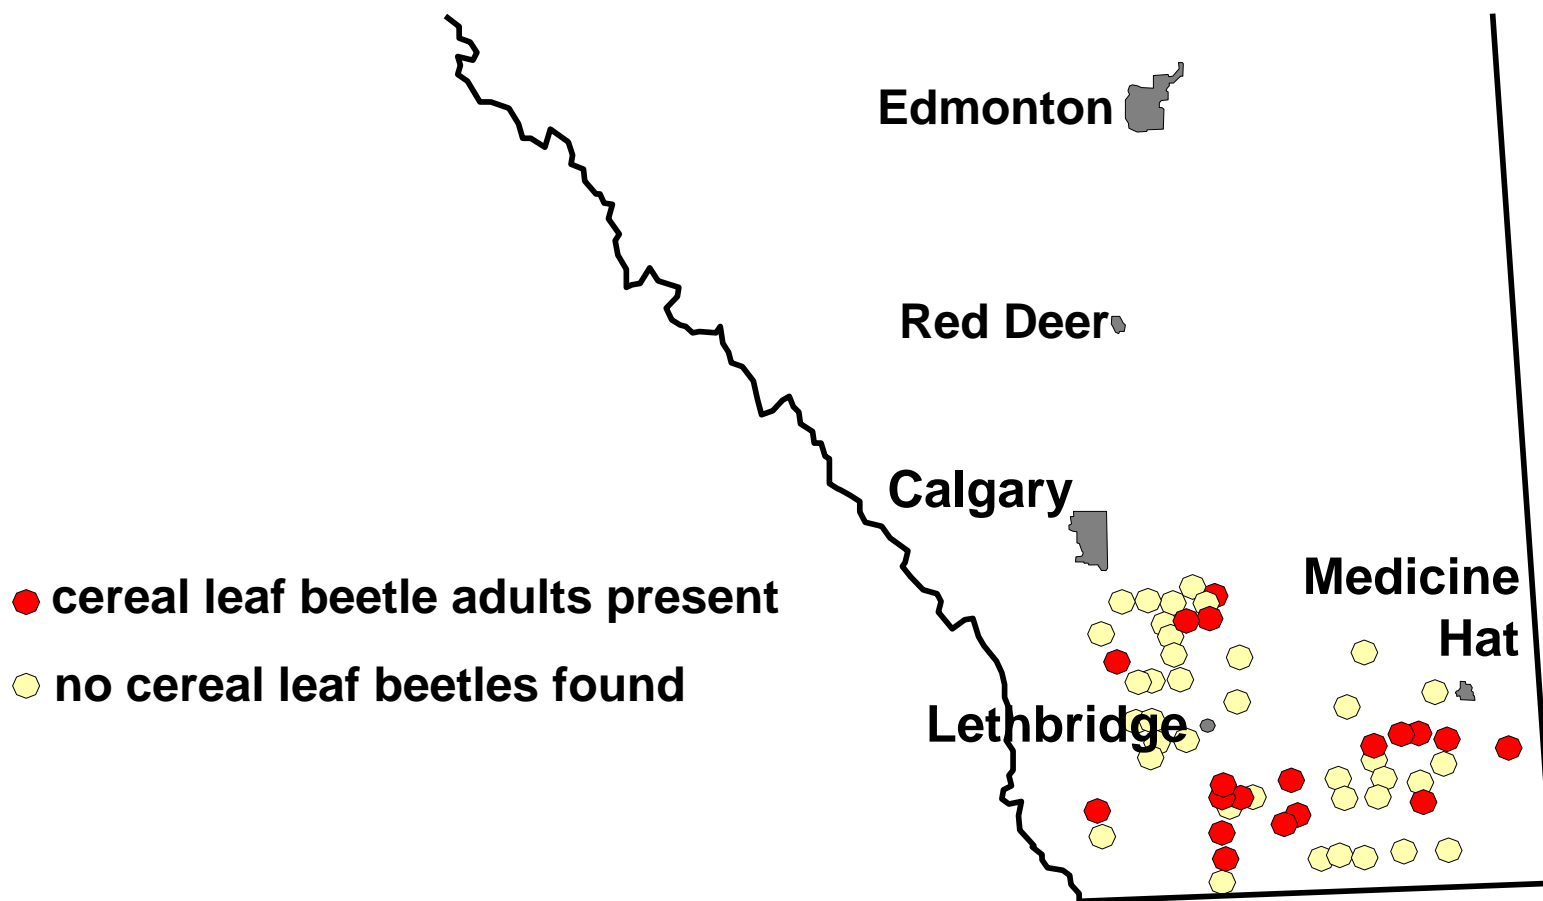 Edmonton
Red Deer
Calgary
Medicine
Hat
cereal leaf beetle adults present
no cereal leaf beetles found
Lethbridge